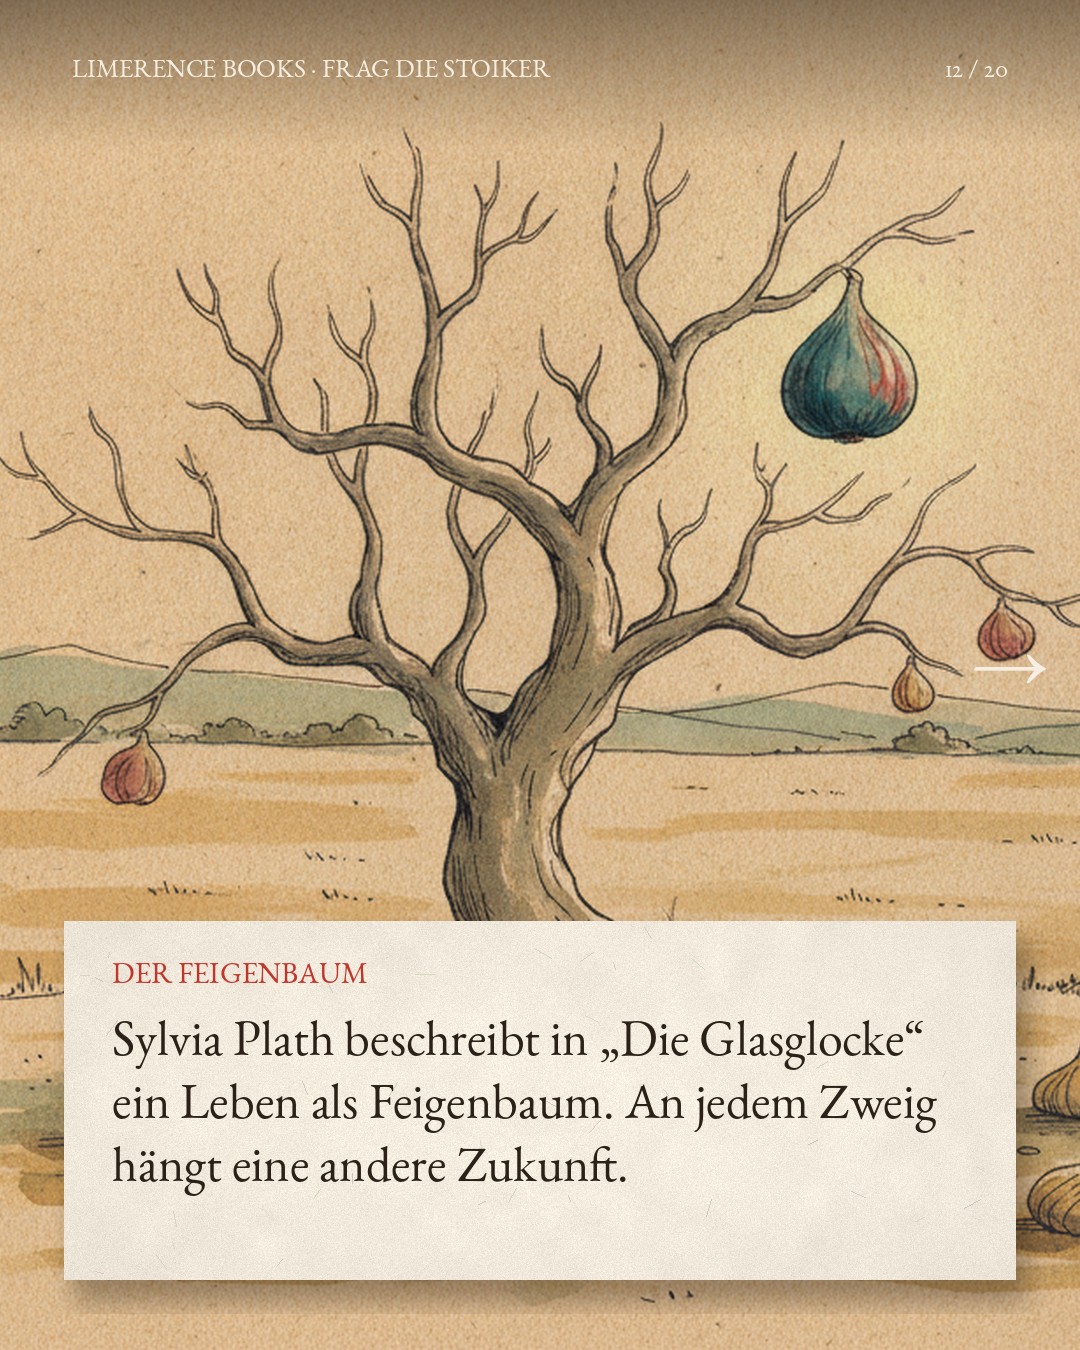 LIMERENCE BOOKS · FRAG DIE STOIKER
12 / 20
DER FEIGENBAUM
Sylvia Plath beschreibt in „Die Glasglocke“
ein Leben als Feigenbaum. An jedem Zweig
hängt eine andere Zukunft.